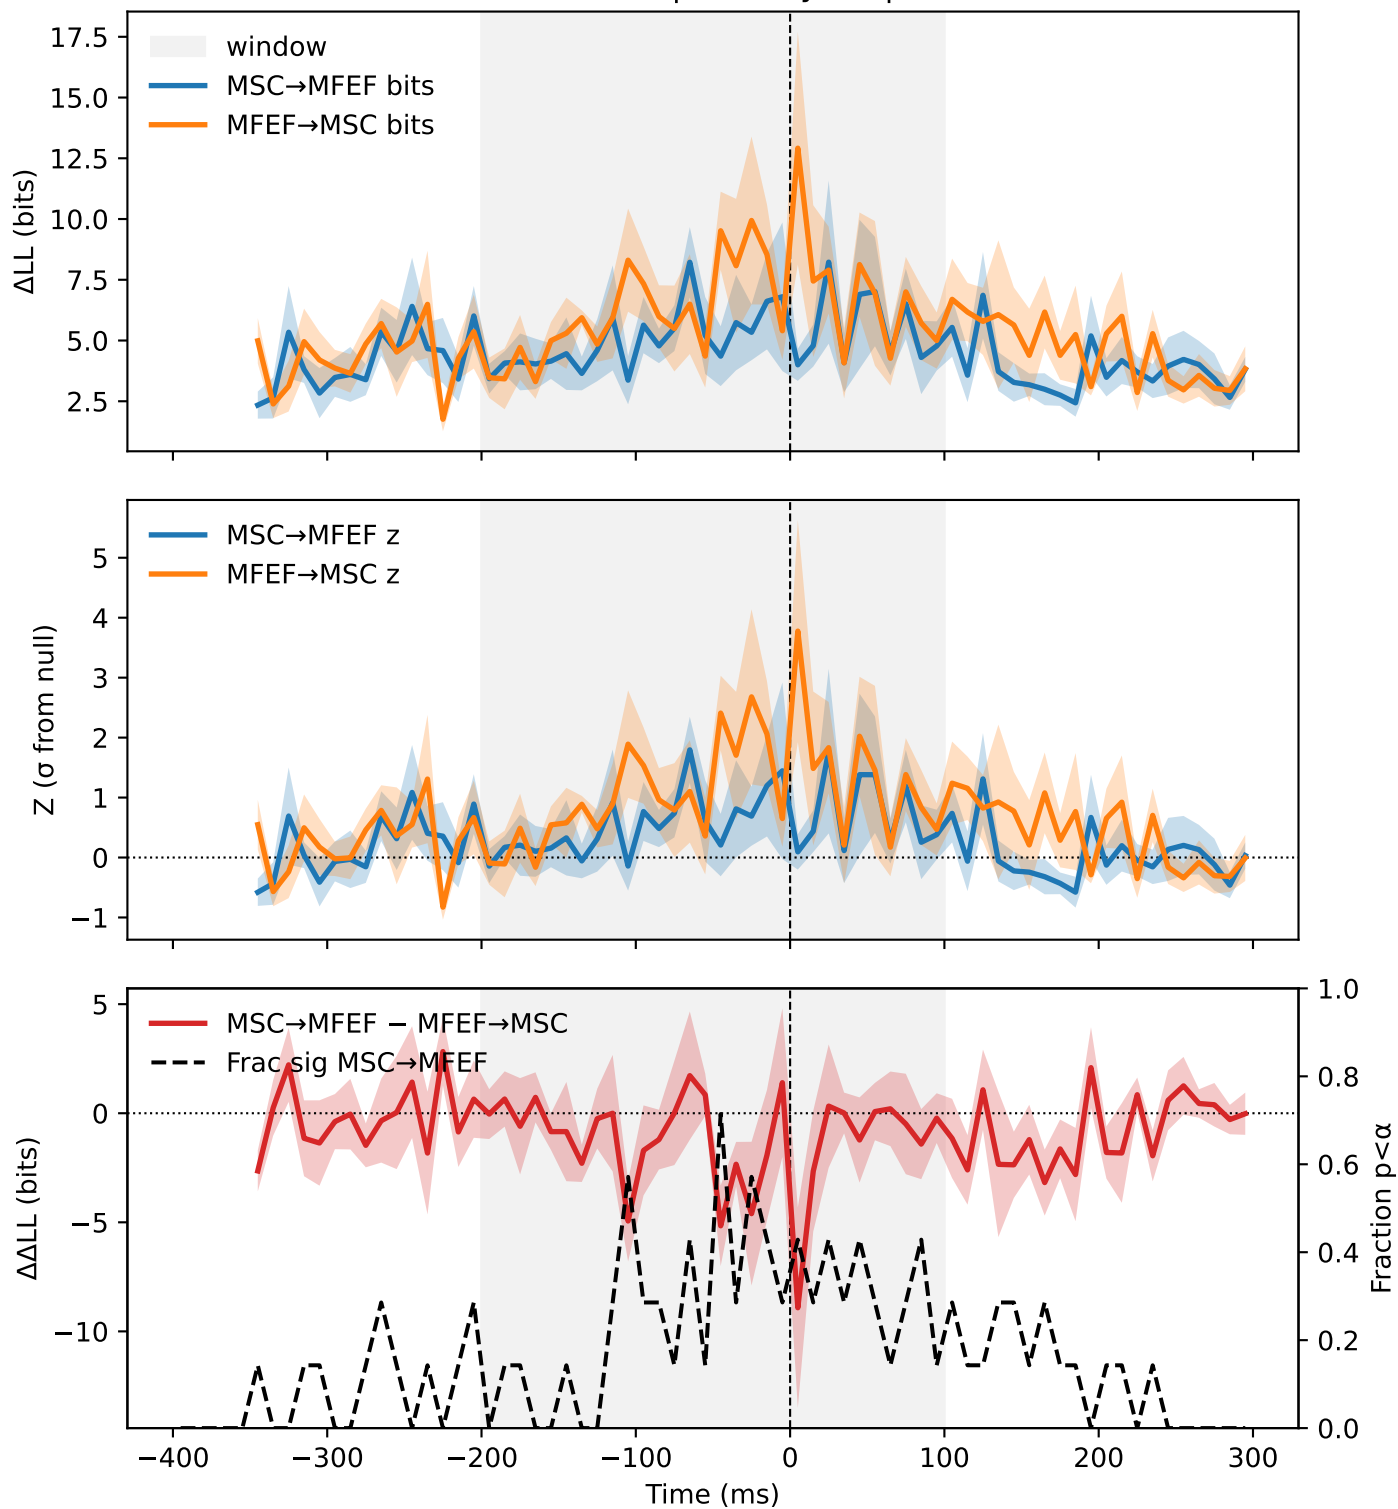 17.5
15.0
12.5
10.0
7.5
5.0
2.5
ΔLL (bits)
window
MSC→MFEF bits
MFEF→MSC bits
5
4
3
2
1
0
−1
Z (σ from null)
MSC→MFEF z
MFEF→MSC z
5
0
−5
−10
ΔΔLL (bits)
MSC→MFEF − MFEF→MSC
Frac sig MSC→MFEF
1.0
0.8
0.6
0.4
0.2
0.0
Fraction p<α
−400 −300 −200 −100 0 100 200 300
Time (ms)